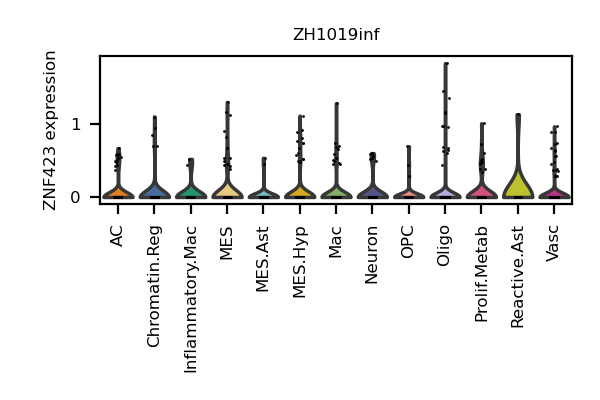 ZH1019inf
ZNF423 expression
1
0
AC
Chromatin.Reg
Inflammatory.Mac
MES
MES.Ast
MES.Hyp
Mac
Neuron
OPC
Oligo
Prolif.Metab
Reactive.Ast
Vasc